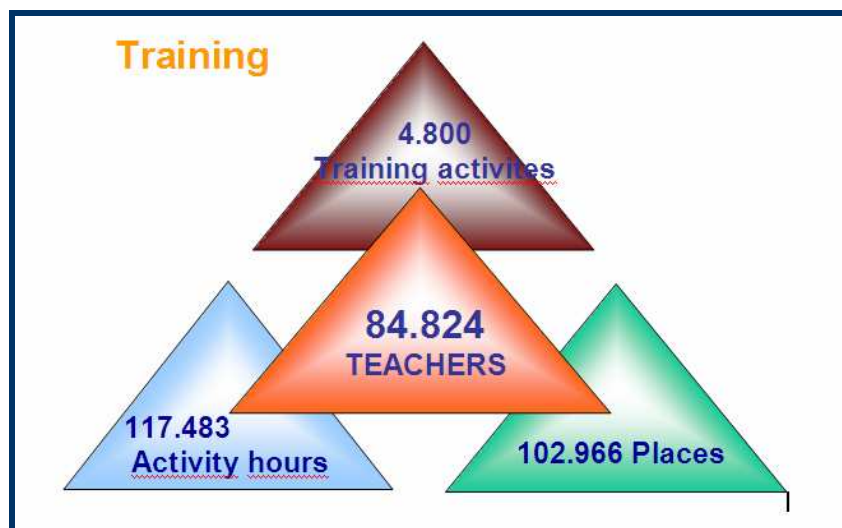 Training
4.800
Training activites
84.824
TEACHERS
117.483
Activity hours
102.966 Places